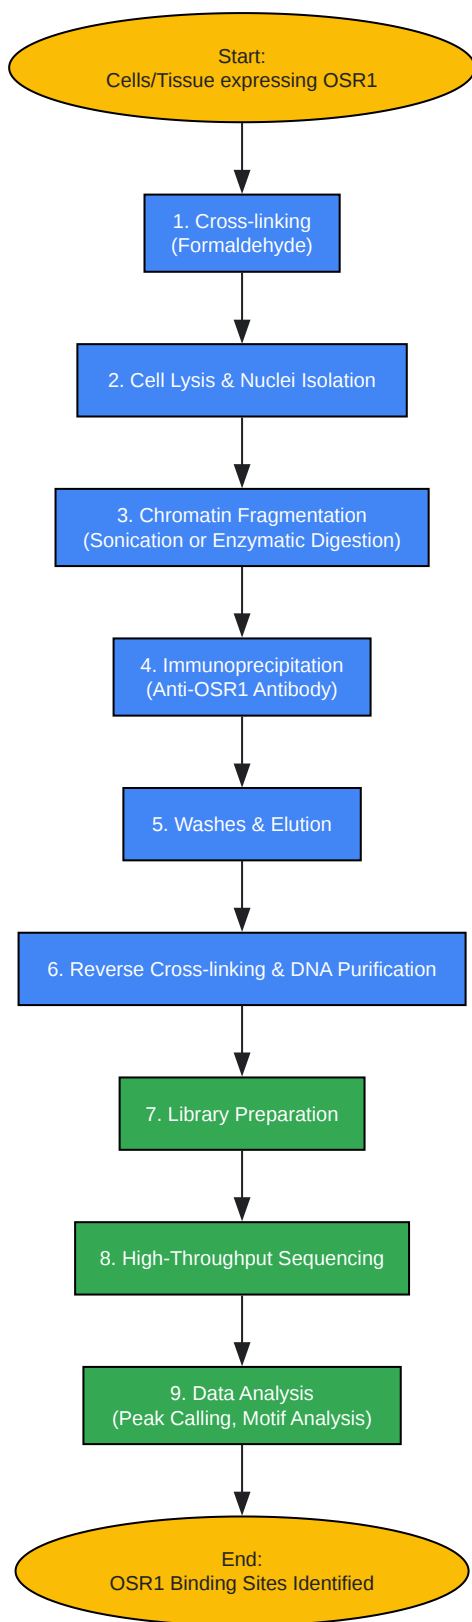 Start:
Cells/Tissue expressing OSR1
1. Cross-linking
(Formaldehyde)
2. Cell Lysis & Nuclei Isolation
3. Chromatin Fragmentation
(Sonication or Enzymatic Digestion)
4. Immunoprecipitation
(Anti-OSR1 Antibody)
5. Washes & Elution
6. Reverse Cross-linking & DNA Purification
7. Library Preparation
8. High-Throughput Sequencing
9. Data Analysis
(Peak Calling, Motif Analysis)
End:
OSR1 Binding Sites Identified